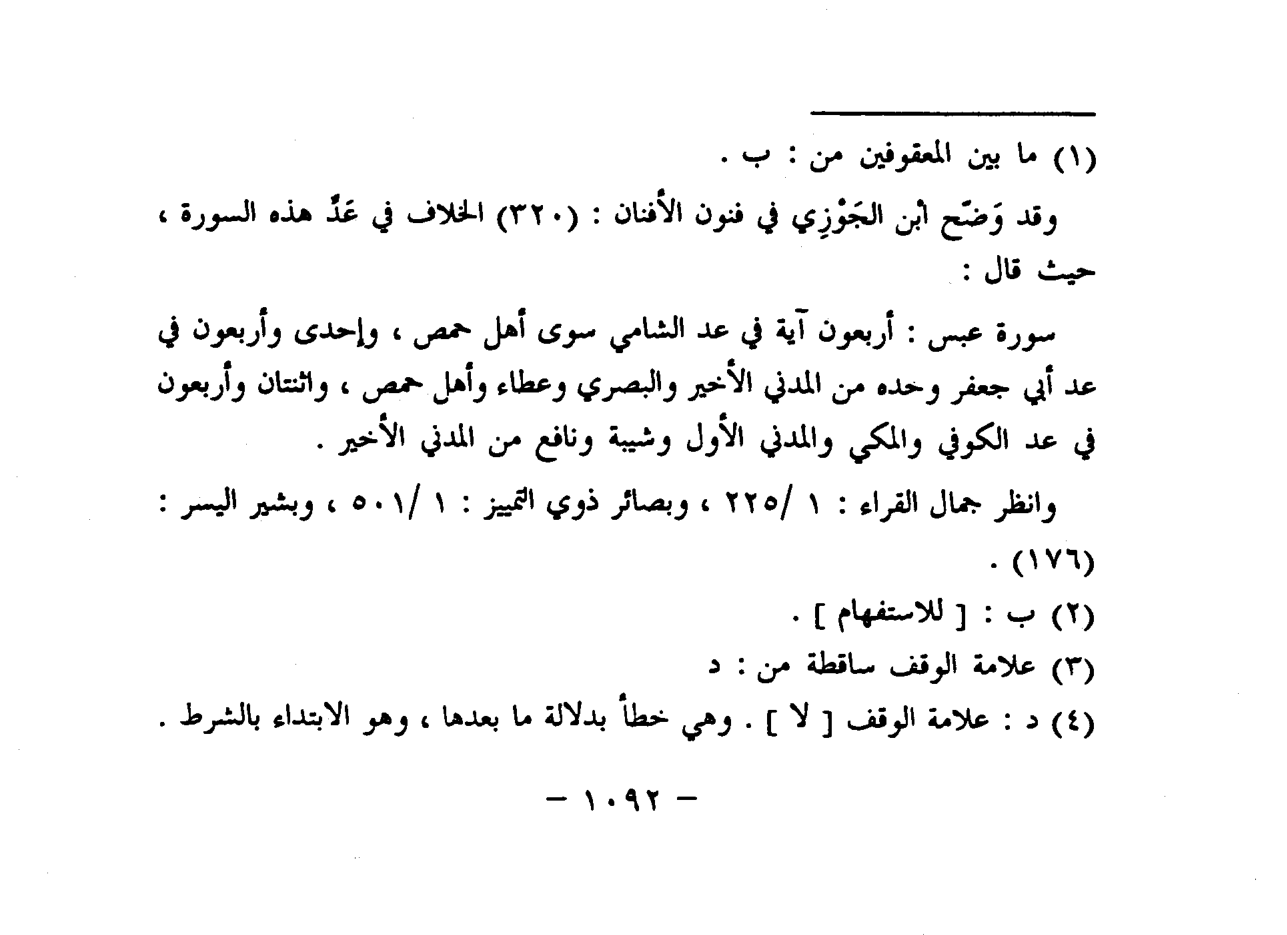 (١) ما بين المعقوفين من : ب .
وقد وَضّح ابن الجَوْزِي في فنون الأفنان : (٣٢٠) الخلاف في عَدِّ هذه السورة ،
حيث قال :
سورة عبس : أربعون آية في عد الشامي سوى أهل حمص ، وإحدى وأربعون في
عد أبي جعفر وحده من المدني الأخير والبصري وعطاء وأهل حمص ، واثنتان وأربعون
في عد الكوفي والمكي والمدني الأول وشيبة ونافع من المدني الأخير .
وانظر جمال القراء : ١ /٢٢٥ ، وبصائر ذوي التمييز : ١ /٥٠١ ، وبشير اليسر :
(١٧٦) .
(٢) ب : [ للاستفهام ] .
(٣) علامة الوقف ساقطة من : د
(٤) د : علامة الوقف [ لا ] . وهي خطأ بدلالة ما بعدها ، وهو الابتداء بالشرط .
– ١٠٩٢ –